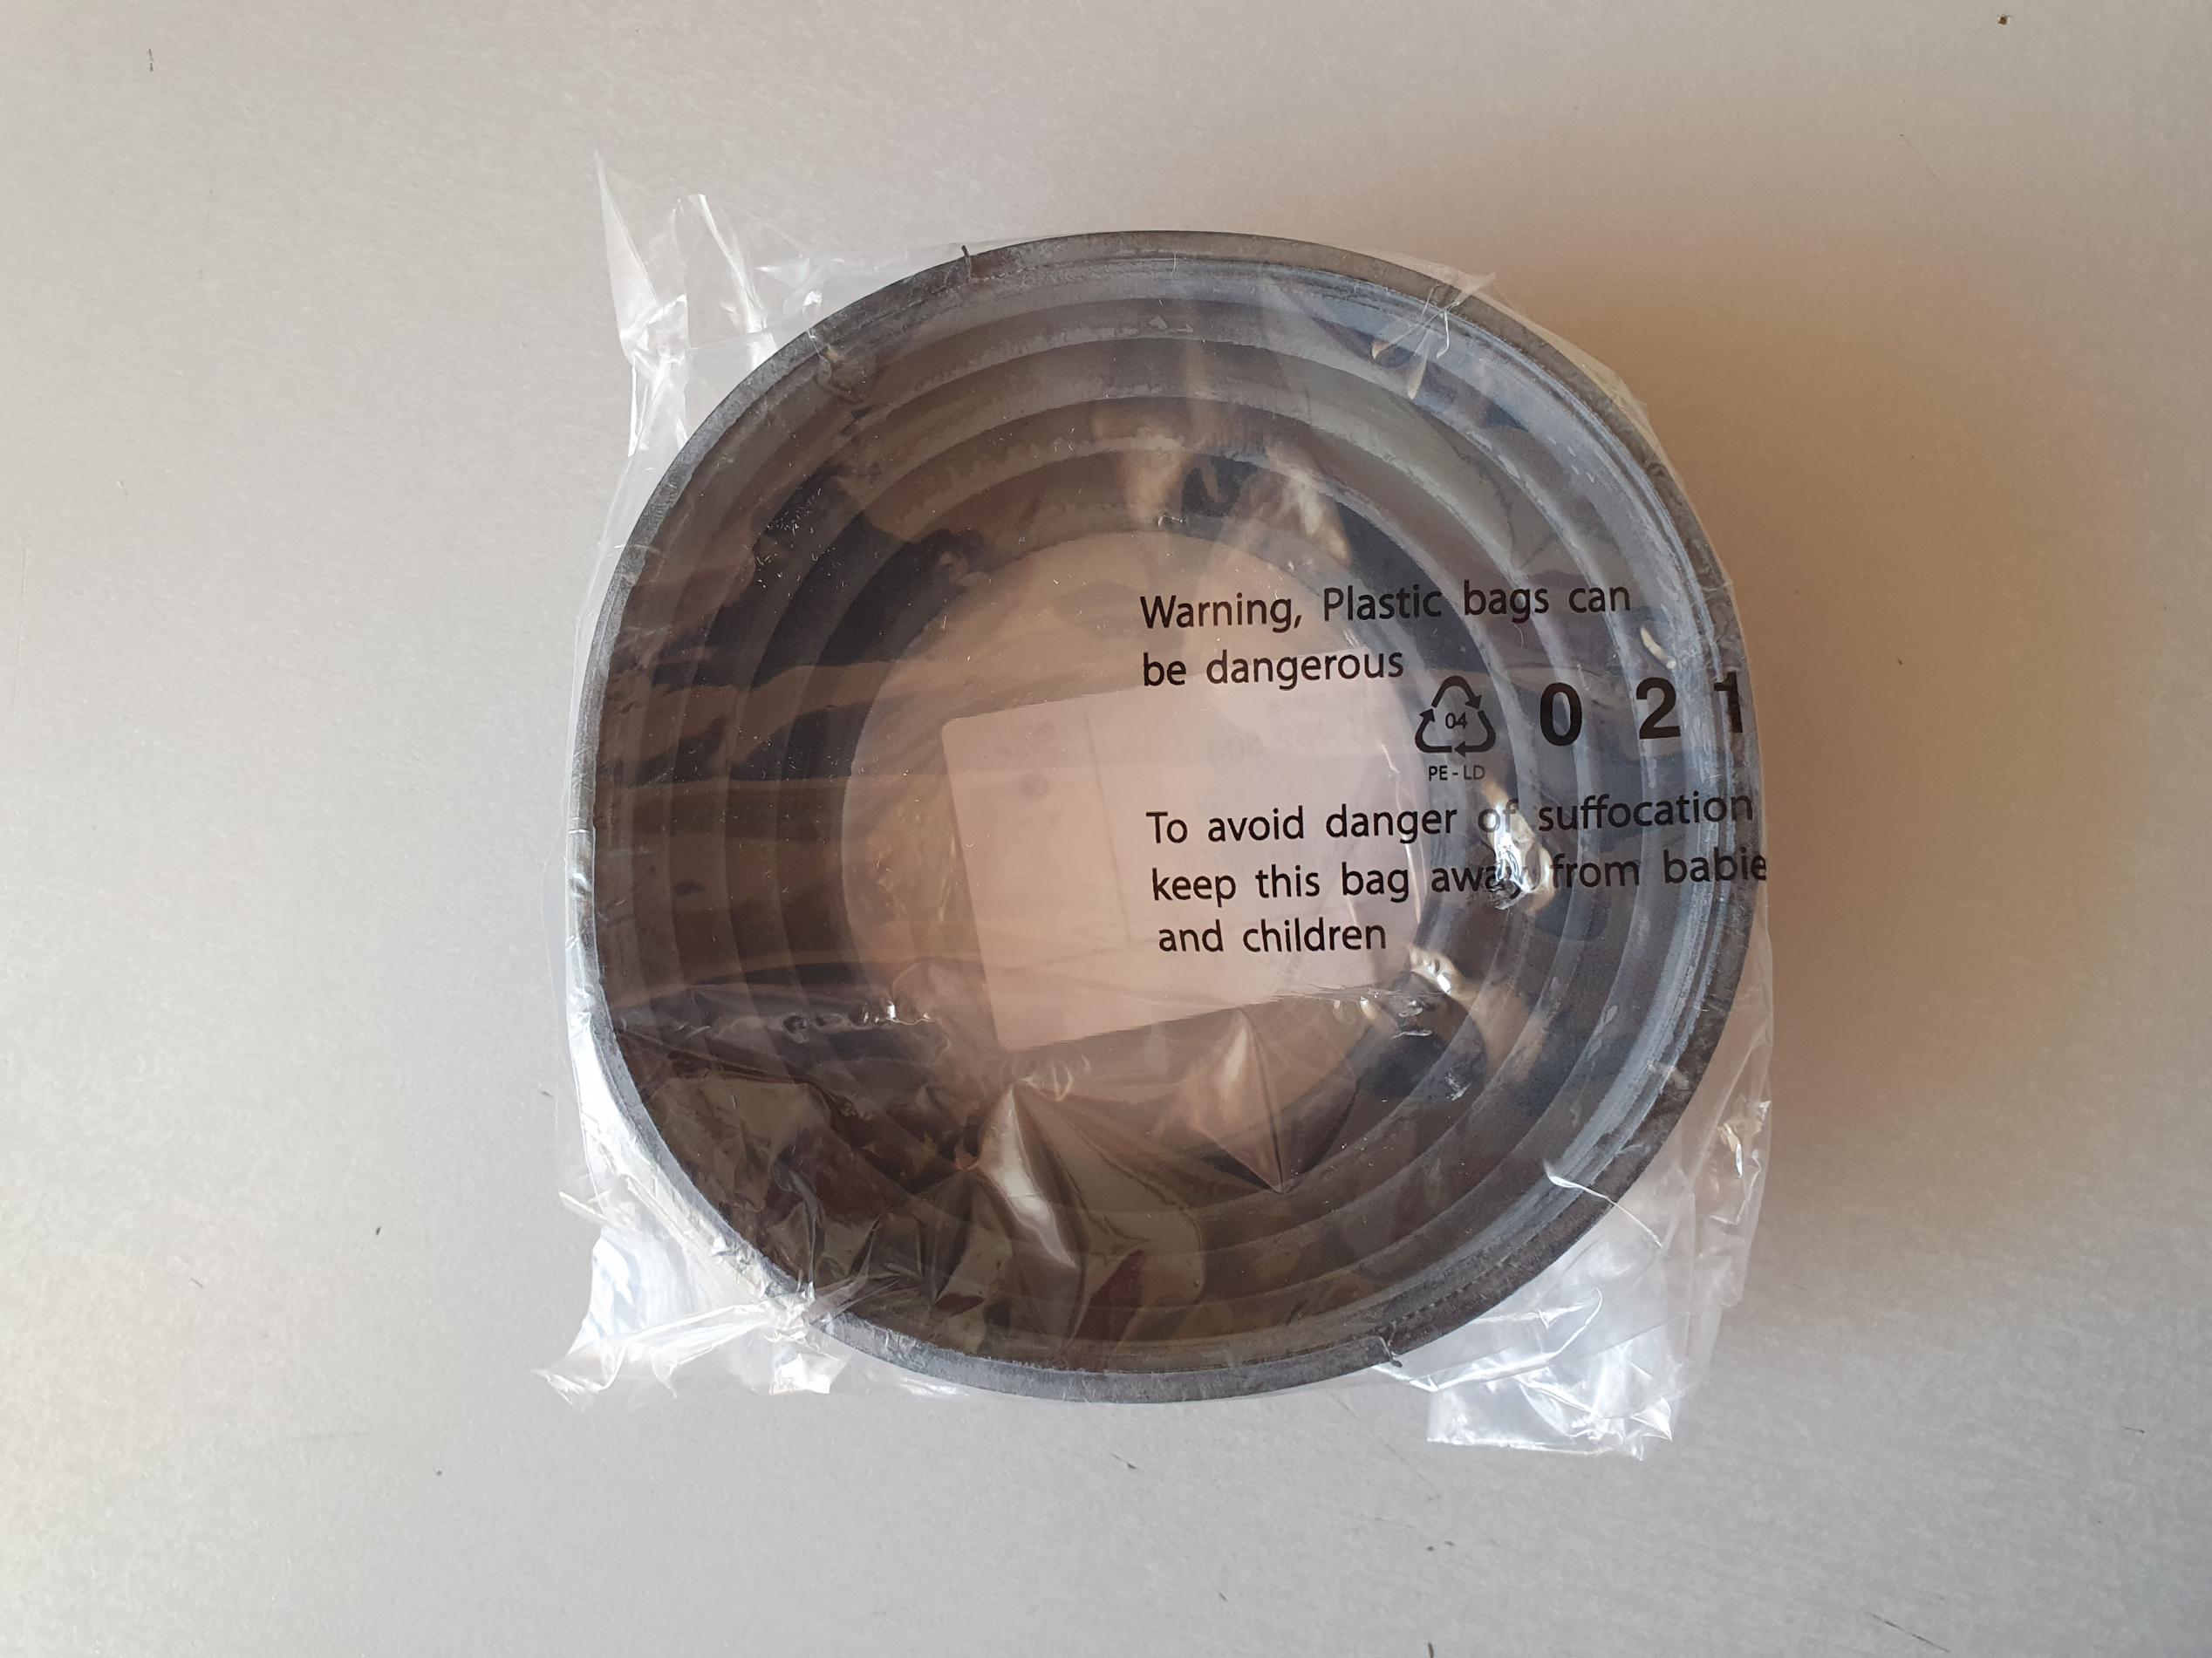 Warning, Plastic bags can
be dangerous
04
PE-LD
0 2 1
To avoid danger of suffocation
keep this bag away from babie
and children